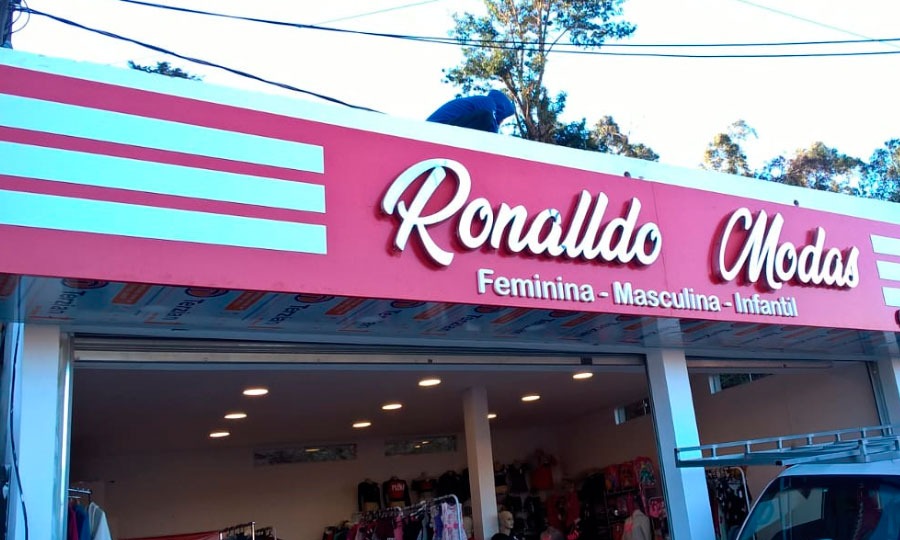 Ronalldo Modas
Feminina - Masculina - Infantil